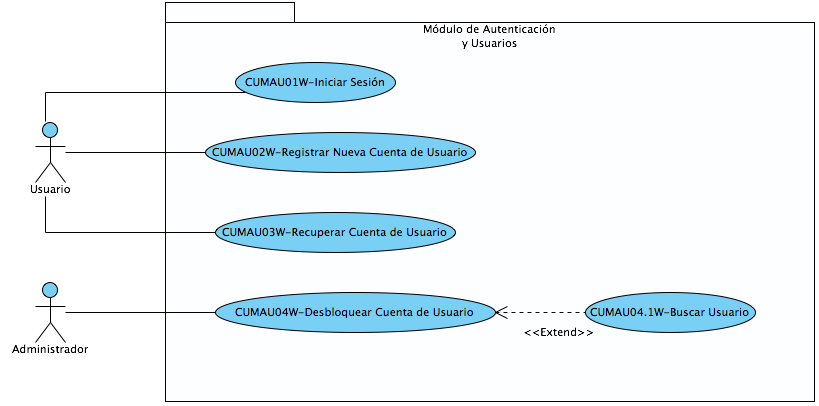 Módulo de Autenticación
y Usuarios
CUMAU01W-Iniciar Sesión
CUMAU02W-Registrar Nueva Cuenta de Usuario
Usuario
CUMAU03W-Recuperar Cuenta de Usuario
CUMAU04W-Desbloquear Cuenta de Usuario
CUMAU04.1W-Buscar Usuario
<<Extend>>
Administrador